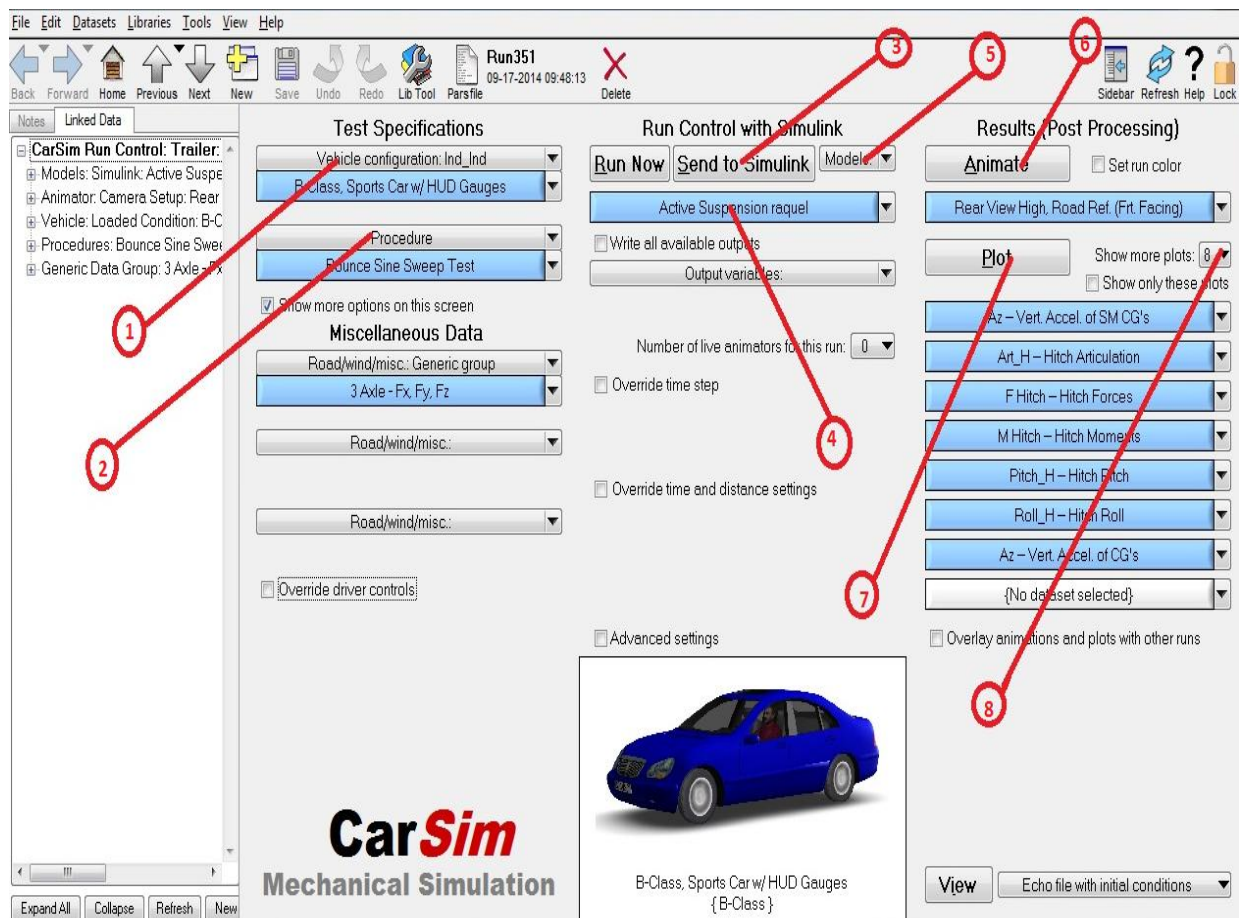 File Edit Datasets Libraries Tools View Help
Back Forward Home Previous Next New Save Undo Redo Lib Tool Parsfile
Run351
09-17-2014 09:48:13
Delete
Sidebar Refresh Help Lock
Notes Linked Data
CarSim Run Control: Trailer:
Models: Simulink: Active Suspe
Animator: Camera Setup: Rear
Vehicle: Loaded Condition: B-C
Procedures: Bounce Sine Swee
Generic Data Group: 3 Axle - Fx
Expand All Collapse Refresh New
Test Specifications
Vehicle configuration: Ind_Ind
B-Class, Sports Car w/ HUD Gauges
Procedure
Bounce Sine Sweep Test
Show more options on this screen
Miscellaneous Data
Road/wind/misc.: Generic group
3 Axle - Fx, Fy, Fz
Road/wind/misc.:
Road/wind/misc.:
Override driver controls
CarSim
Mechanical Simulation
Run Control with Simulink
Run Now Send to Simulink Models:
Active Suspension raquel
Write all available outputs
Output variables:
Number of live animators for this run: 0
Override time step
Override time and distance settings
Advanced settings
B-Class, Sports Car w/ HUD Gauges
{ B-Class }
Results (Post Processing)
Animate Set run color
Rear View High, Road Ref. (Frt. Facing)
Plot Show more plots: 8
Show only these plots
Az – Vert. Accel. of SM CG's
Art_H – Hitch Articulation
F Hitch – Hitch Forces
M Hitch – Hitch Moments
Pitch_H – Hitch Pitch
Roll_H – Hitch Roll
Az – Vert. Accel. of CG's
{No dataset selected}
Overlay animations and plots with other runs
View Echo file with initial conditions
1
2
3
4
5
6
7
8